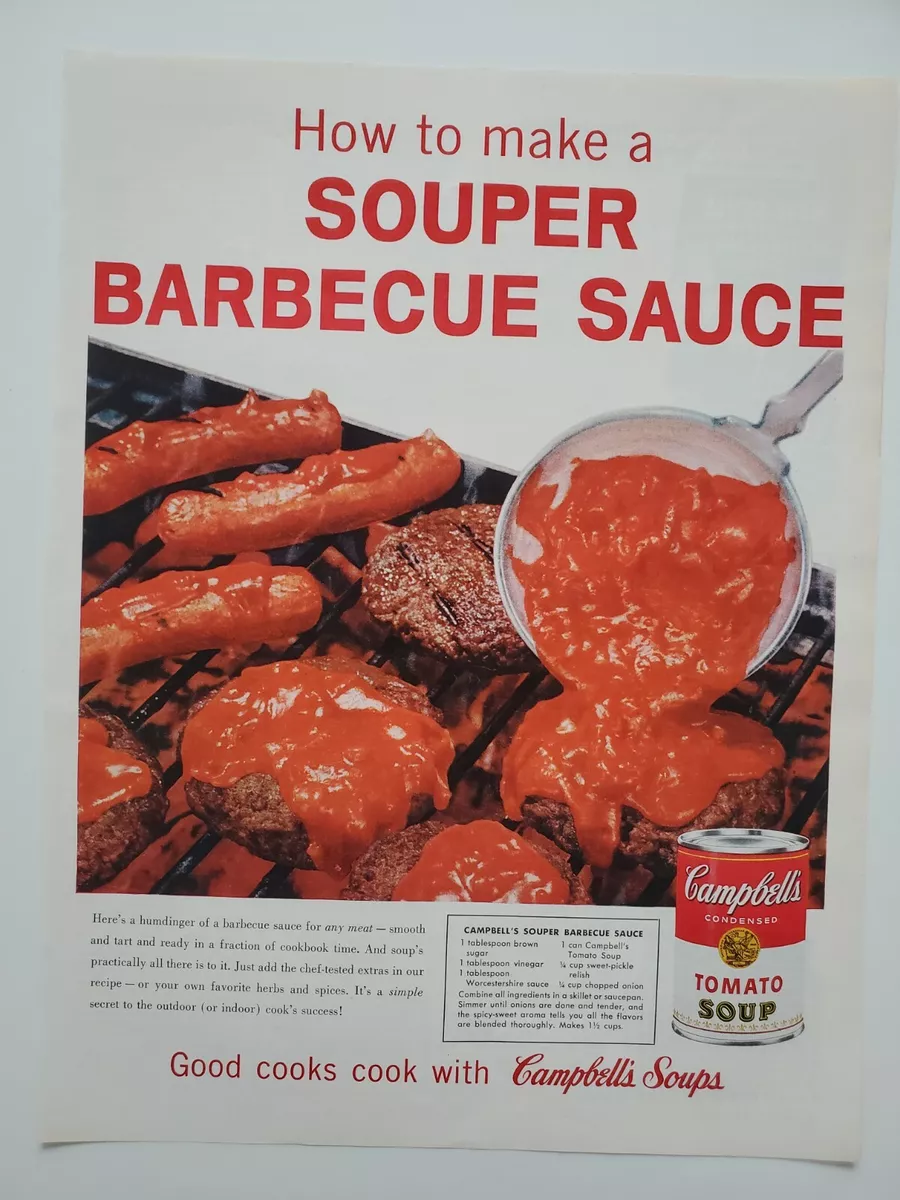 How to make a
SOUPER
BARBECUE SAUCE
Here's a humdinger of a barbecue sauce for any meat — smooth
and tart and ready in a fraction of cookbook time. And soup's
practically all there is to it. Just add the chef-tested extras in our
recipe — or your own favorite herbs and spices. It's a simple
secret to the outdoor (or indoor) cook's success!
CAMPBELL'S SOUPER BARBECUE SAUCE
1 tablespoon brown
sugar
1 tablespoon vinegar
1 tablespoon
Worcestershire sauce
1 can Campbell's
Tomato Soup
¼ cup sweet-pickle
relish
¼ cup chopped onion
Combine all ingredients in a skillet or saucepan.
Simmer until onions are done and tender, and
the spicy-sweet aroma tells you all the flavors
are blended thoroughly. Makes 1½ cups.
Campbell's
CONDENSED
TOMATO
SOUP
Good cooks cook with Campbell's Soups